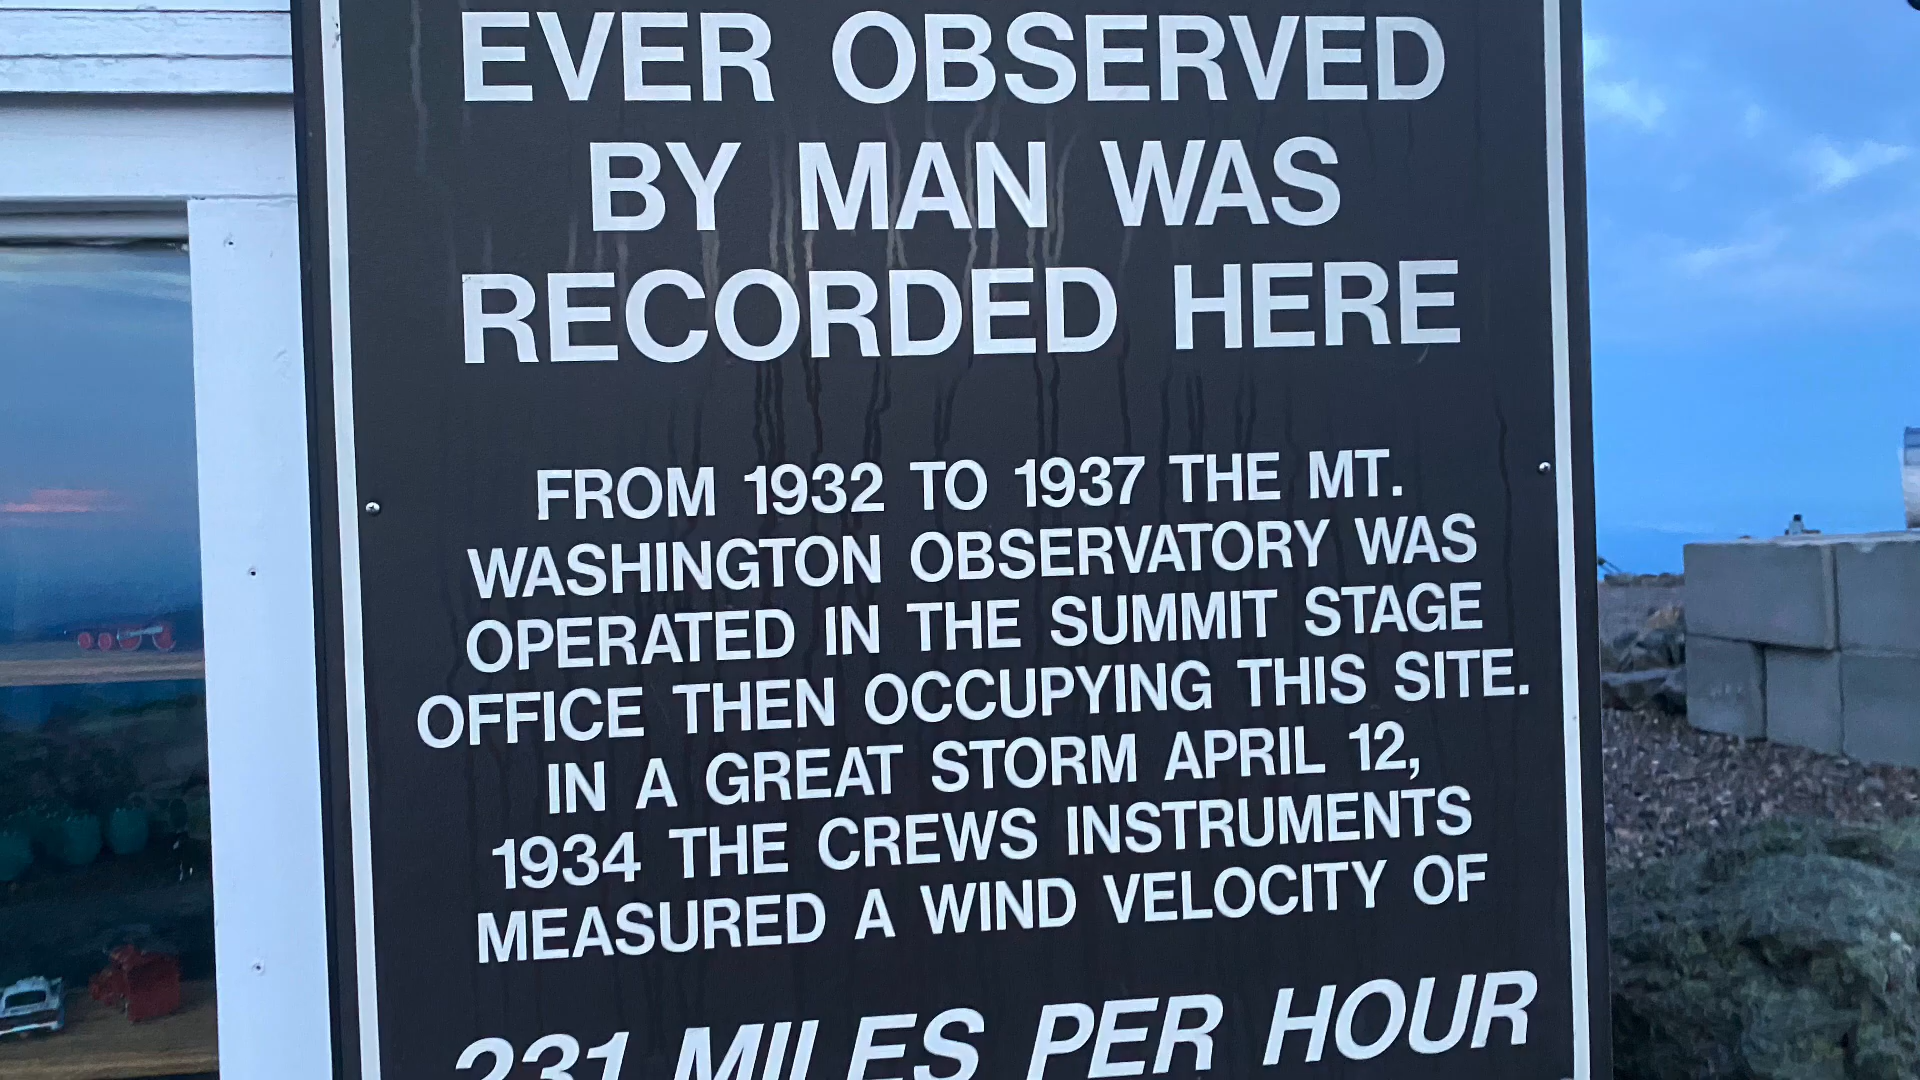 EVER OBSERVED
BY MAN WAS
RECORDED HERE
FROM 1932 TO 1937 THE MT.
WASHINGTON OBSERVATORY WAS
OPERATED IN THE SUMMIT STAGE
OFFICE THEN OCCUPYING THIS SITE.
IN A GREAT STORM APRIL 12,
1934 THE CREWS INSTRUMENTS
MEASURED A WIND VELOCITY OF
231 MILES PER HOUR